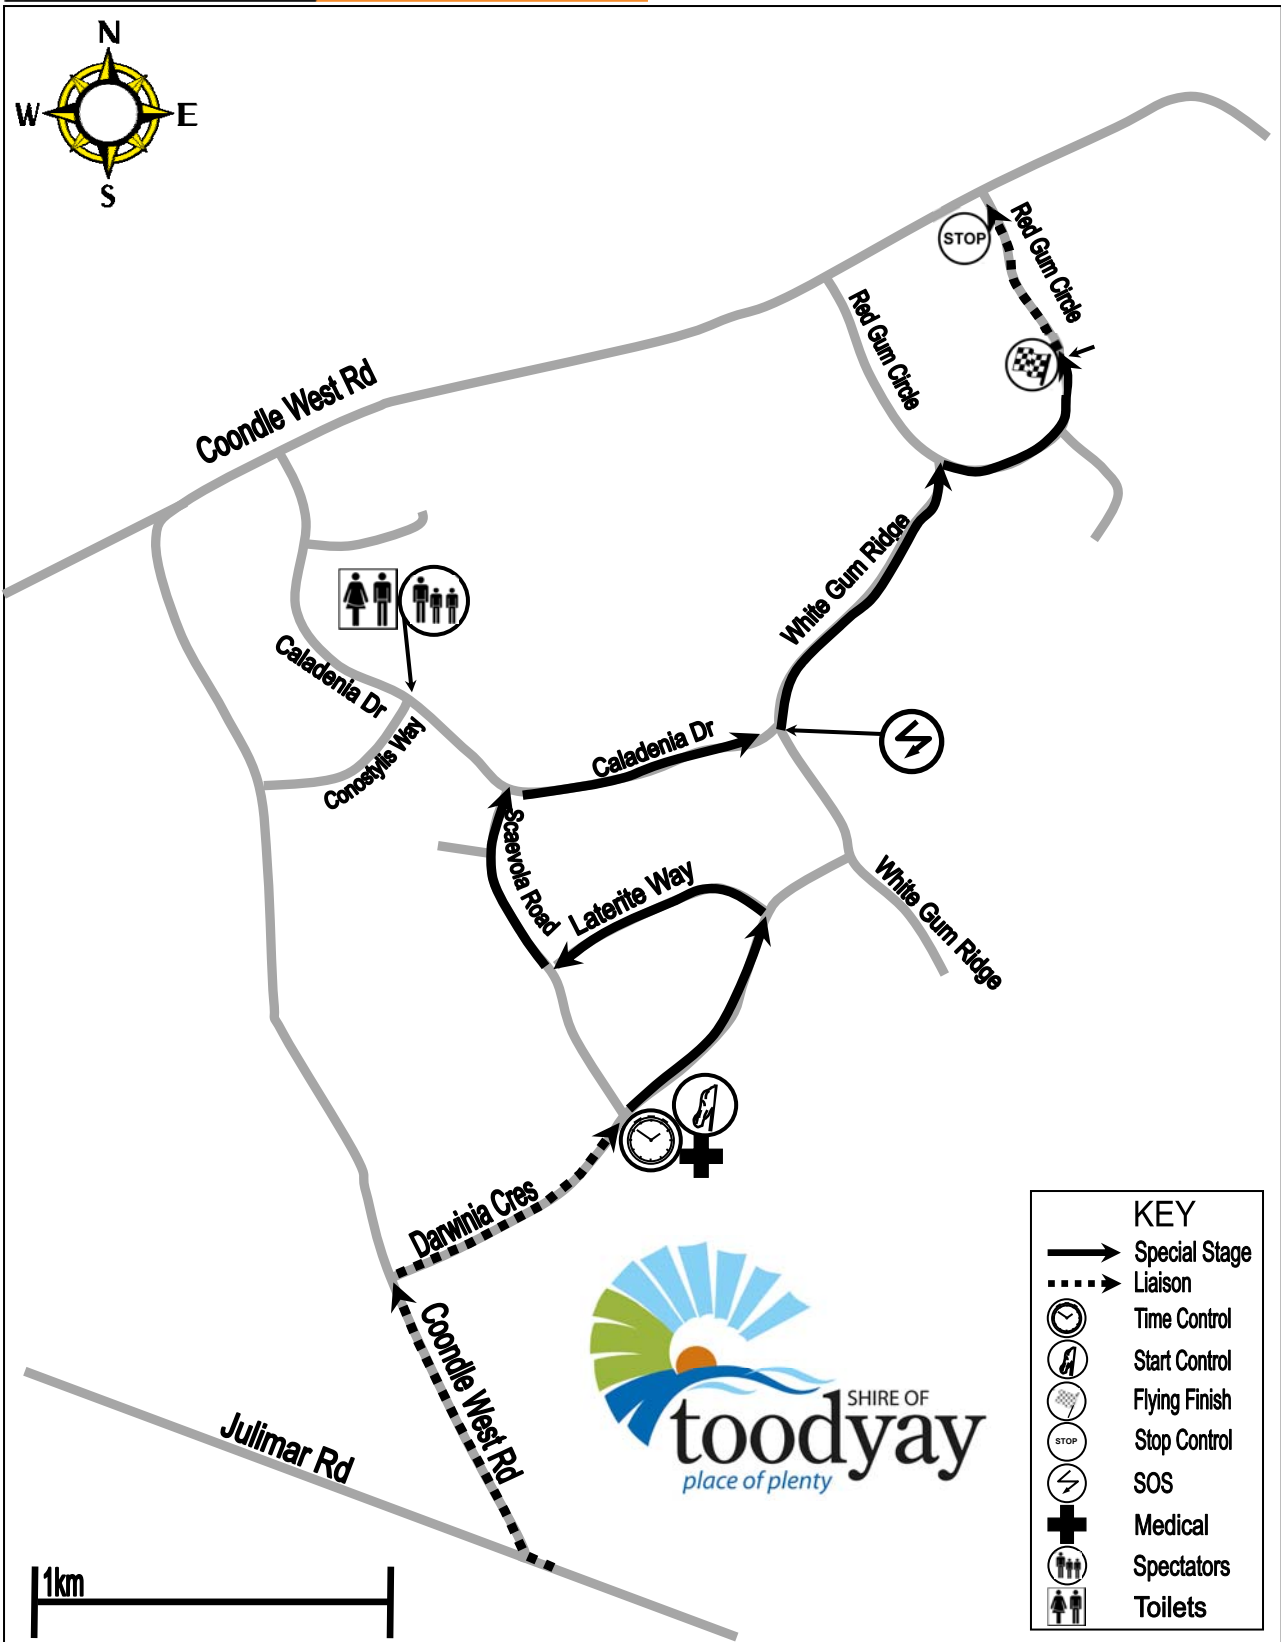 N
W
E
S
Red Gum Circle
STOP
Red Gum Circle
Coondle West Rd
White Gum Ridge
Caladenia Dr
Conostylis Way
Caladenia Dr
Scaevola Road
Laterite Way
White Gum Ridge
Darwinia Cres
Coondle West Rd
Julimar Rd
SHIRE OF
toodyay
place of plenty
1km
KEY
Special Stage
Liaison
Time Control
Start Control
Flying Finish
STOP
Stop Control
SOS
Medical
Spectators
Toilets